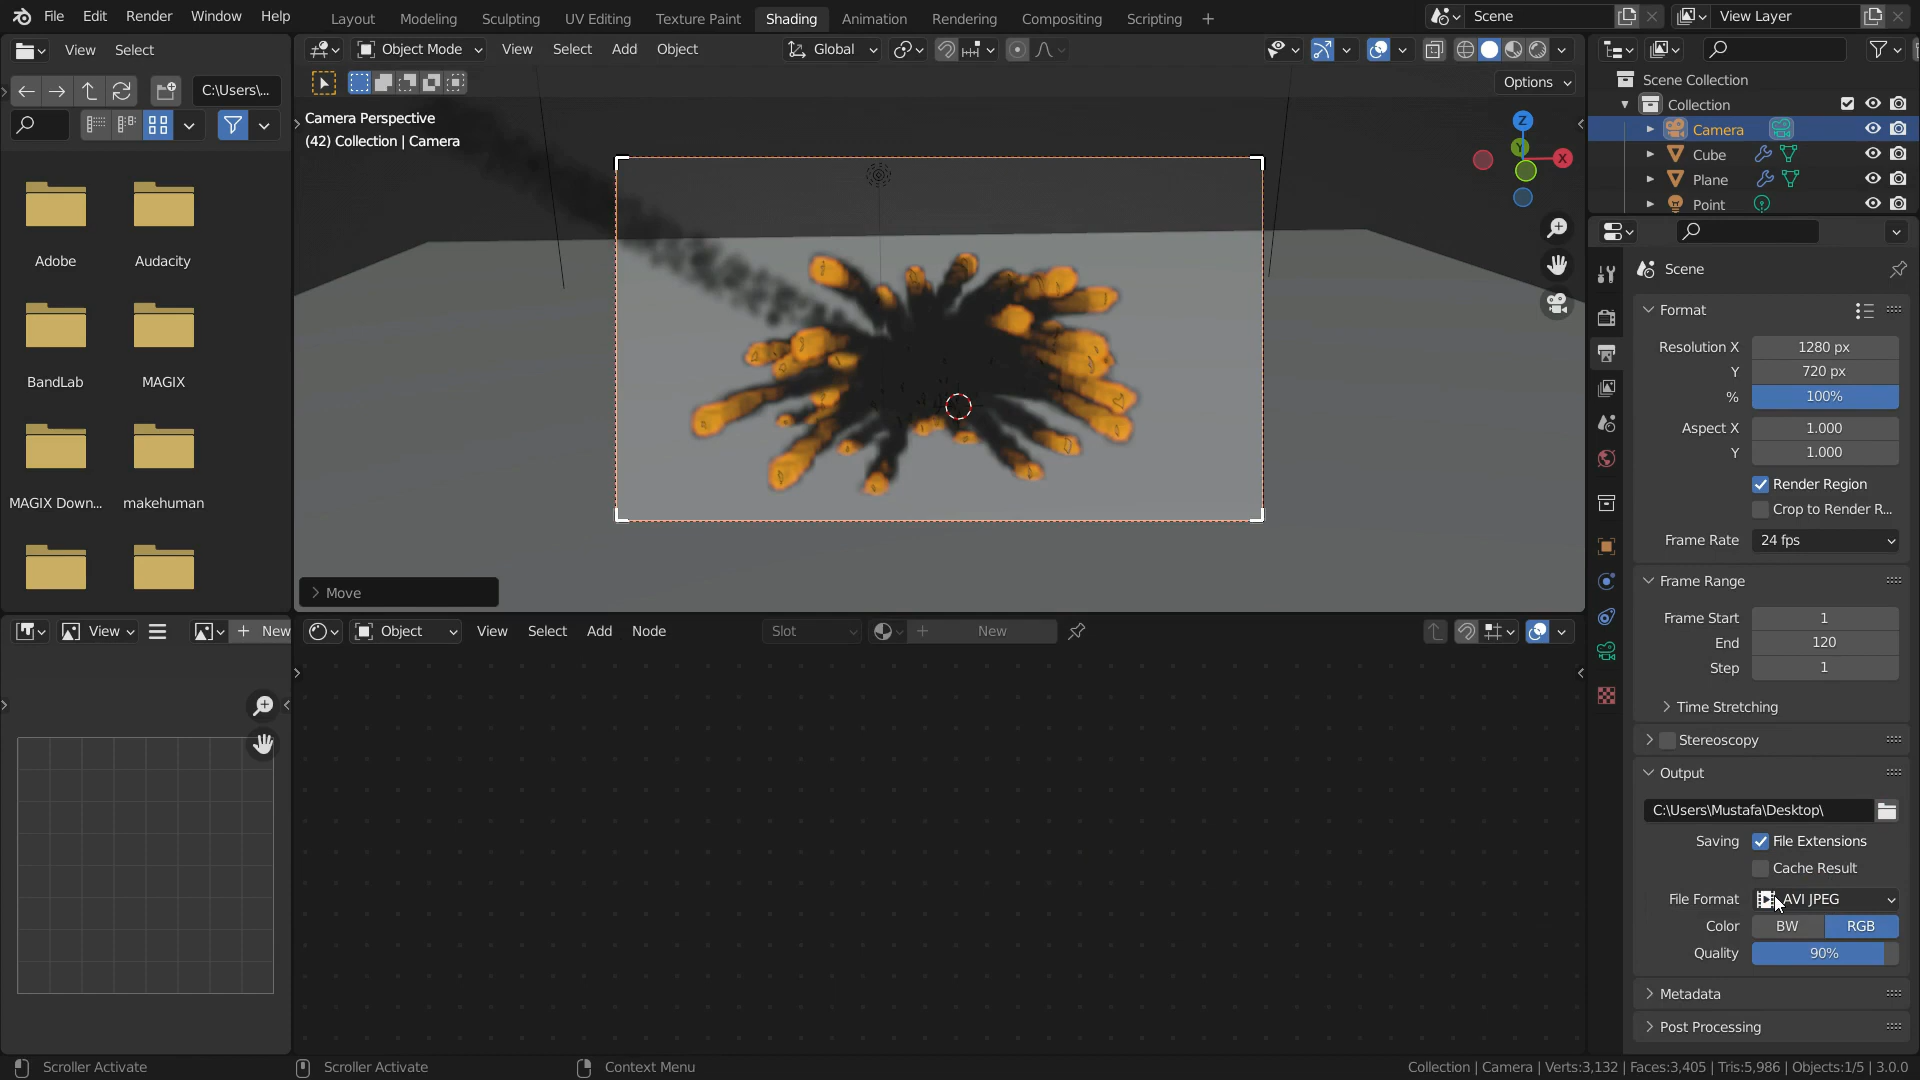 File Edit Render Window Help
Layout Modeling Sculpting UV Editing Texture Paint Shading Animation Rendering Compositing Scripting +
Scene
View Layer
View Select
C:\Users\...
Adobe
Audacity
BandLab
MAGIX
MAGIX Down...
makehuman
Object Mode View Select Add Object
Global
Options
Camera Perspective
(42) Collection | Camera
Z
Y
X
Move
Scene Collection
Collection
Camera
Cube
Plane
Point
Scene
Format
Resolution X 1280 px
Y 720 px
% 100%
Aspect X 1.000
Y 1.000
Render Region
Crop to Render R...
Frame Rate 24 fps
Frame Range
Frame Start 1
End 120
Step 1
Time Stretching
Stereoscopy
Output
C:\Users\Mustafa\Desktop\
Saving File Extensions
Cache Result
File Format AVI JPEG
Color BW RGB
Quality 90%
Metadata
Post Processing
View
+ New
Object View Select Add Node
Slot
+ New
Scroller Activate
Scroller Activate
Context Menu
Collection | Camera | Verts:3,132 | Faces:3,405 | Tris:5,986 | Objects:1/5 | 3.0.0